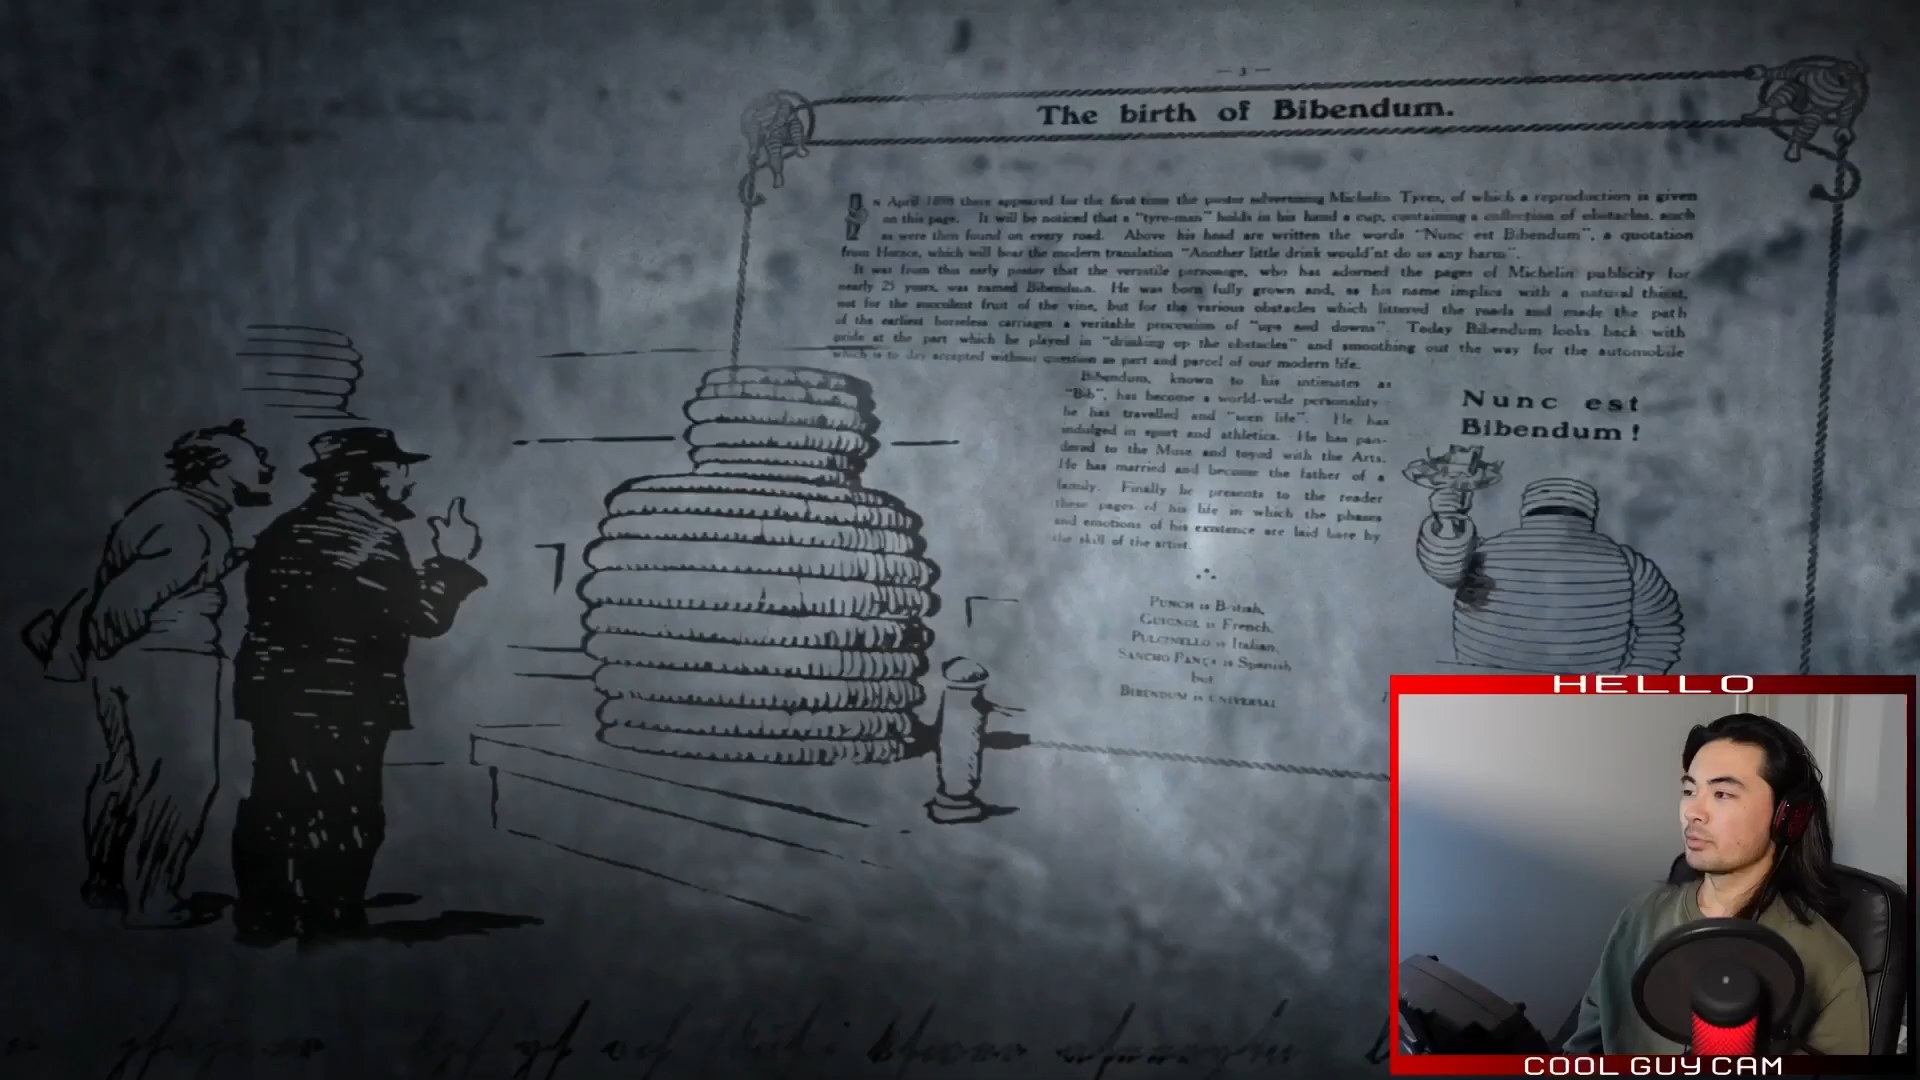 — 3 —
The birth of Bibendum.
IN April 1898 there appeared for the first time the poster advertising Michelin Tyres, of which a reproduction is given
on this page. It will be noticed that a "tyre-man" holds in his hand a cup, containing a collection of obstacles, such
as were then found on every road. Above his head are written the words "Nunc est Bibendum", a quotation
from Horace, which will bear the modern translation "Another little drink would'nt do us any harm".
It was from this early poster that the versatile personage, who has adorned the pages of Michelin publicity for
nearly 25 years, was named Bibendum. He was born fully grown and, as his name implies with a natural thirst,
not for the succulent fruit of the vine, but for the various obstacles which littered the roads and made the path
of the earliest horseless carriages a veritable procession of "ups and downs". Today Bibendum looks back with
pride at the part which he played in "drinking up the obstacles" and smoothing out the way for the automobile
which is to day accepted without question as part and parcel of our modern life.
Bibendum, known to his intimates as
"Bib", has become a world-wide personality -
he has travelled and "seen life". He has
indulged in sport and athletics. He has pan-
dered to the Muse and toyed with the Arts.
He has married and become the father of a
family. Finally he presents to the reader
these pages of his life in which the phases
and emotions of his existence are laid bare by
the skill of the artist.
Nunc est
Bibendum !
PUNCH is British,
GUIGNOL is French,
PULCINELLO is Italian,
SANCHO PANÇA is Spanish
but
BIBENDUM is UNIVERSAL
HELLO
COOL GUY CAM